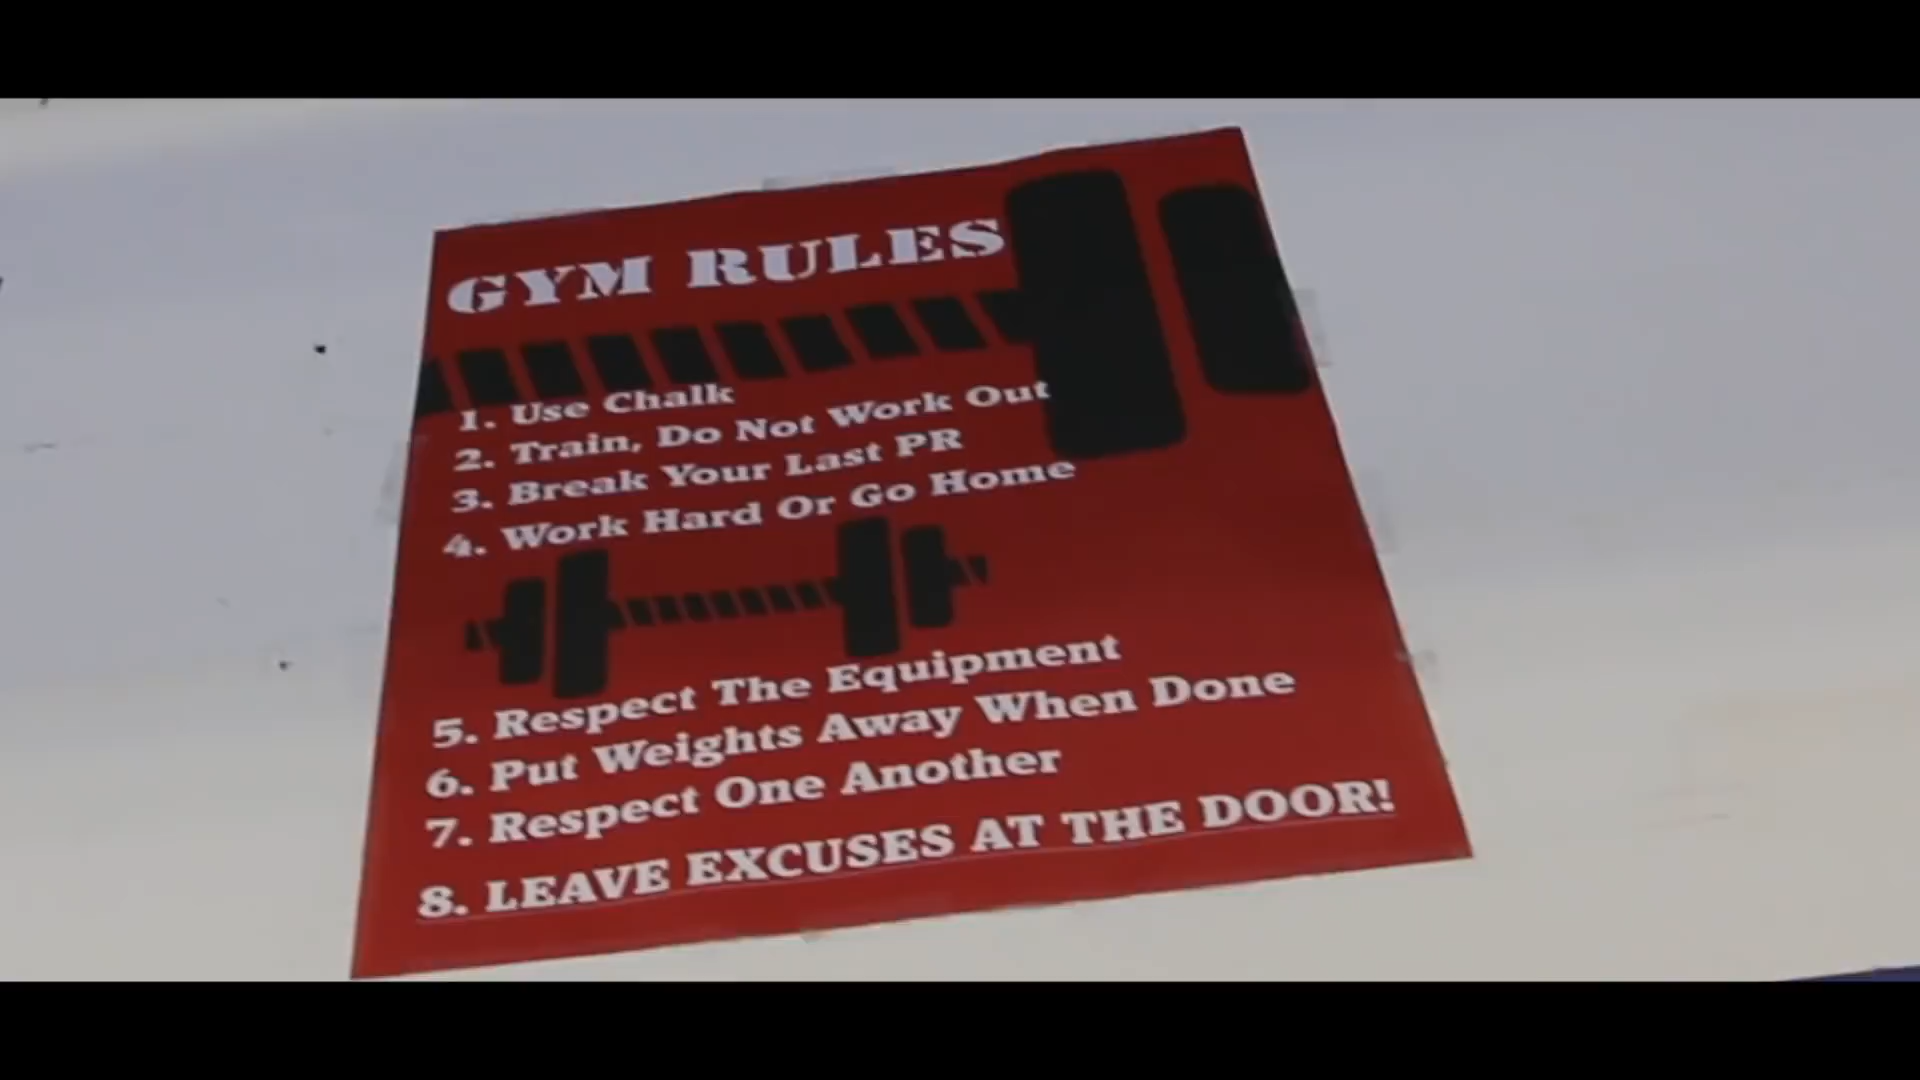 GYM RULES
1. Use Chalk
2. Train, Do Not Work Out
3. Break Your Last PR
4. Work Hard Or Go Home
5. Respect The Equipment
6. Put Weights Away When Done
7. Respect One Another
8. LEAVE EXCUSES AT THE DOOR!